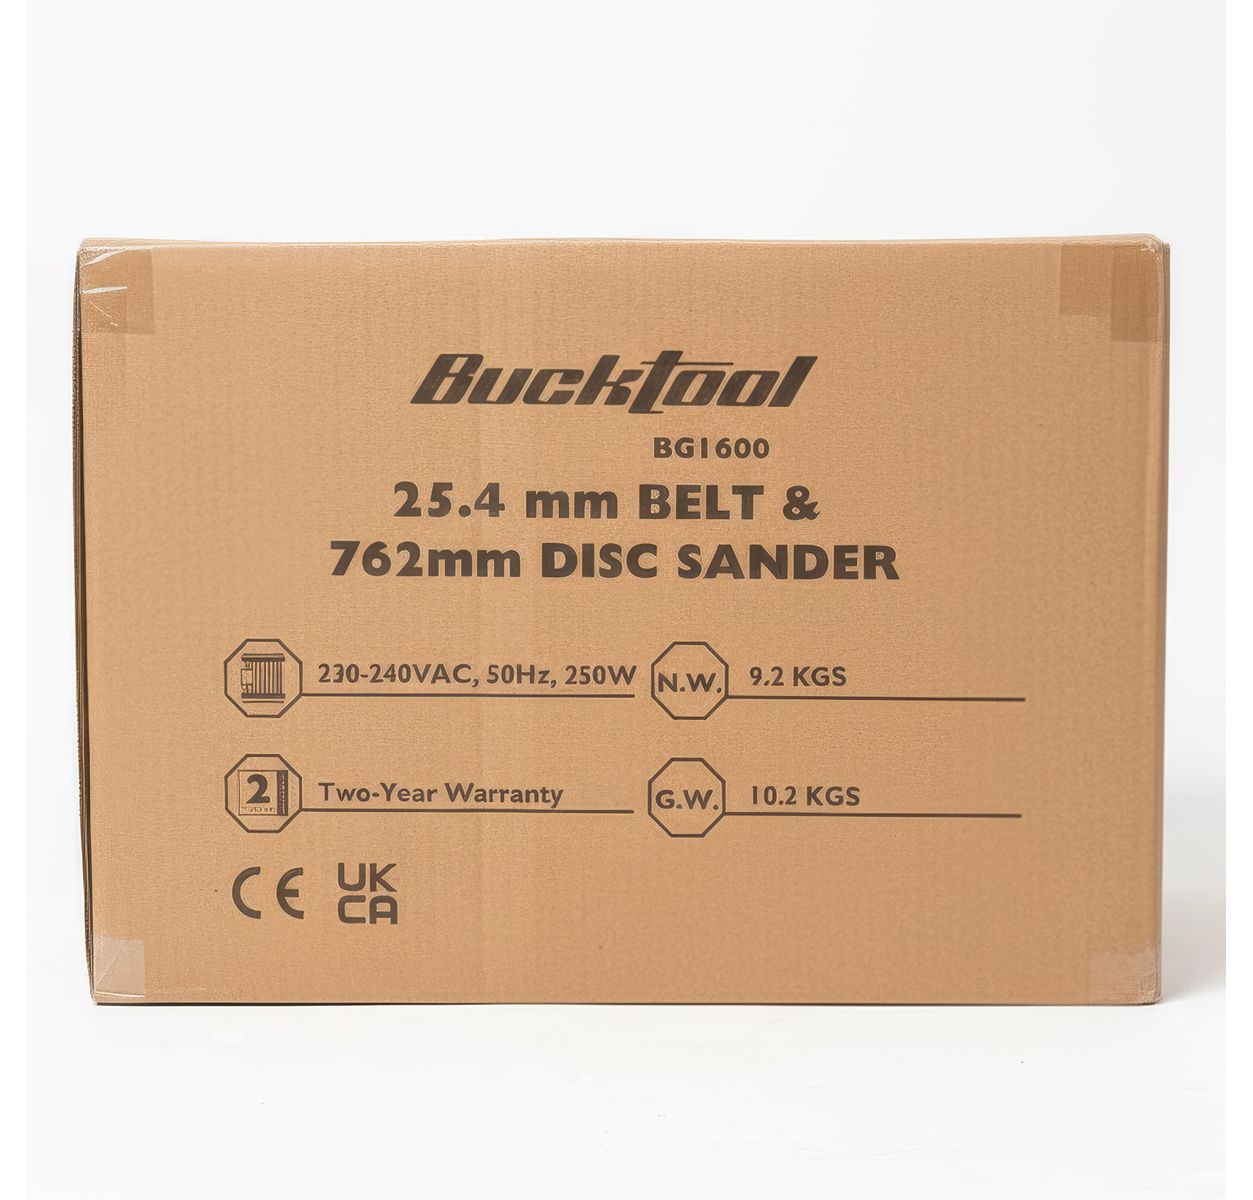 Bucktool
BG1600
25.4 mm BELT &
762mm DISC SANDER
230-240VAC, 50Hz, 250W
N.W. 9.2 KGS
2 Two-Year Warranty
G.W. 10.2 KGS
CE UK
CA